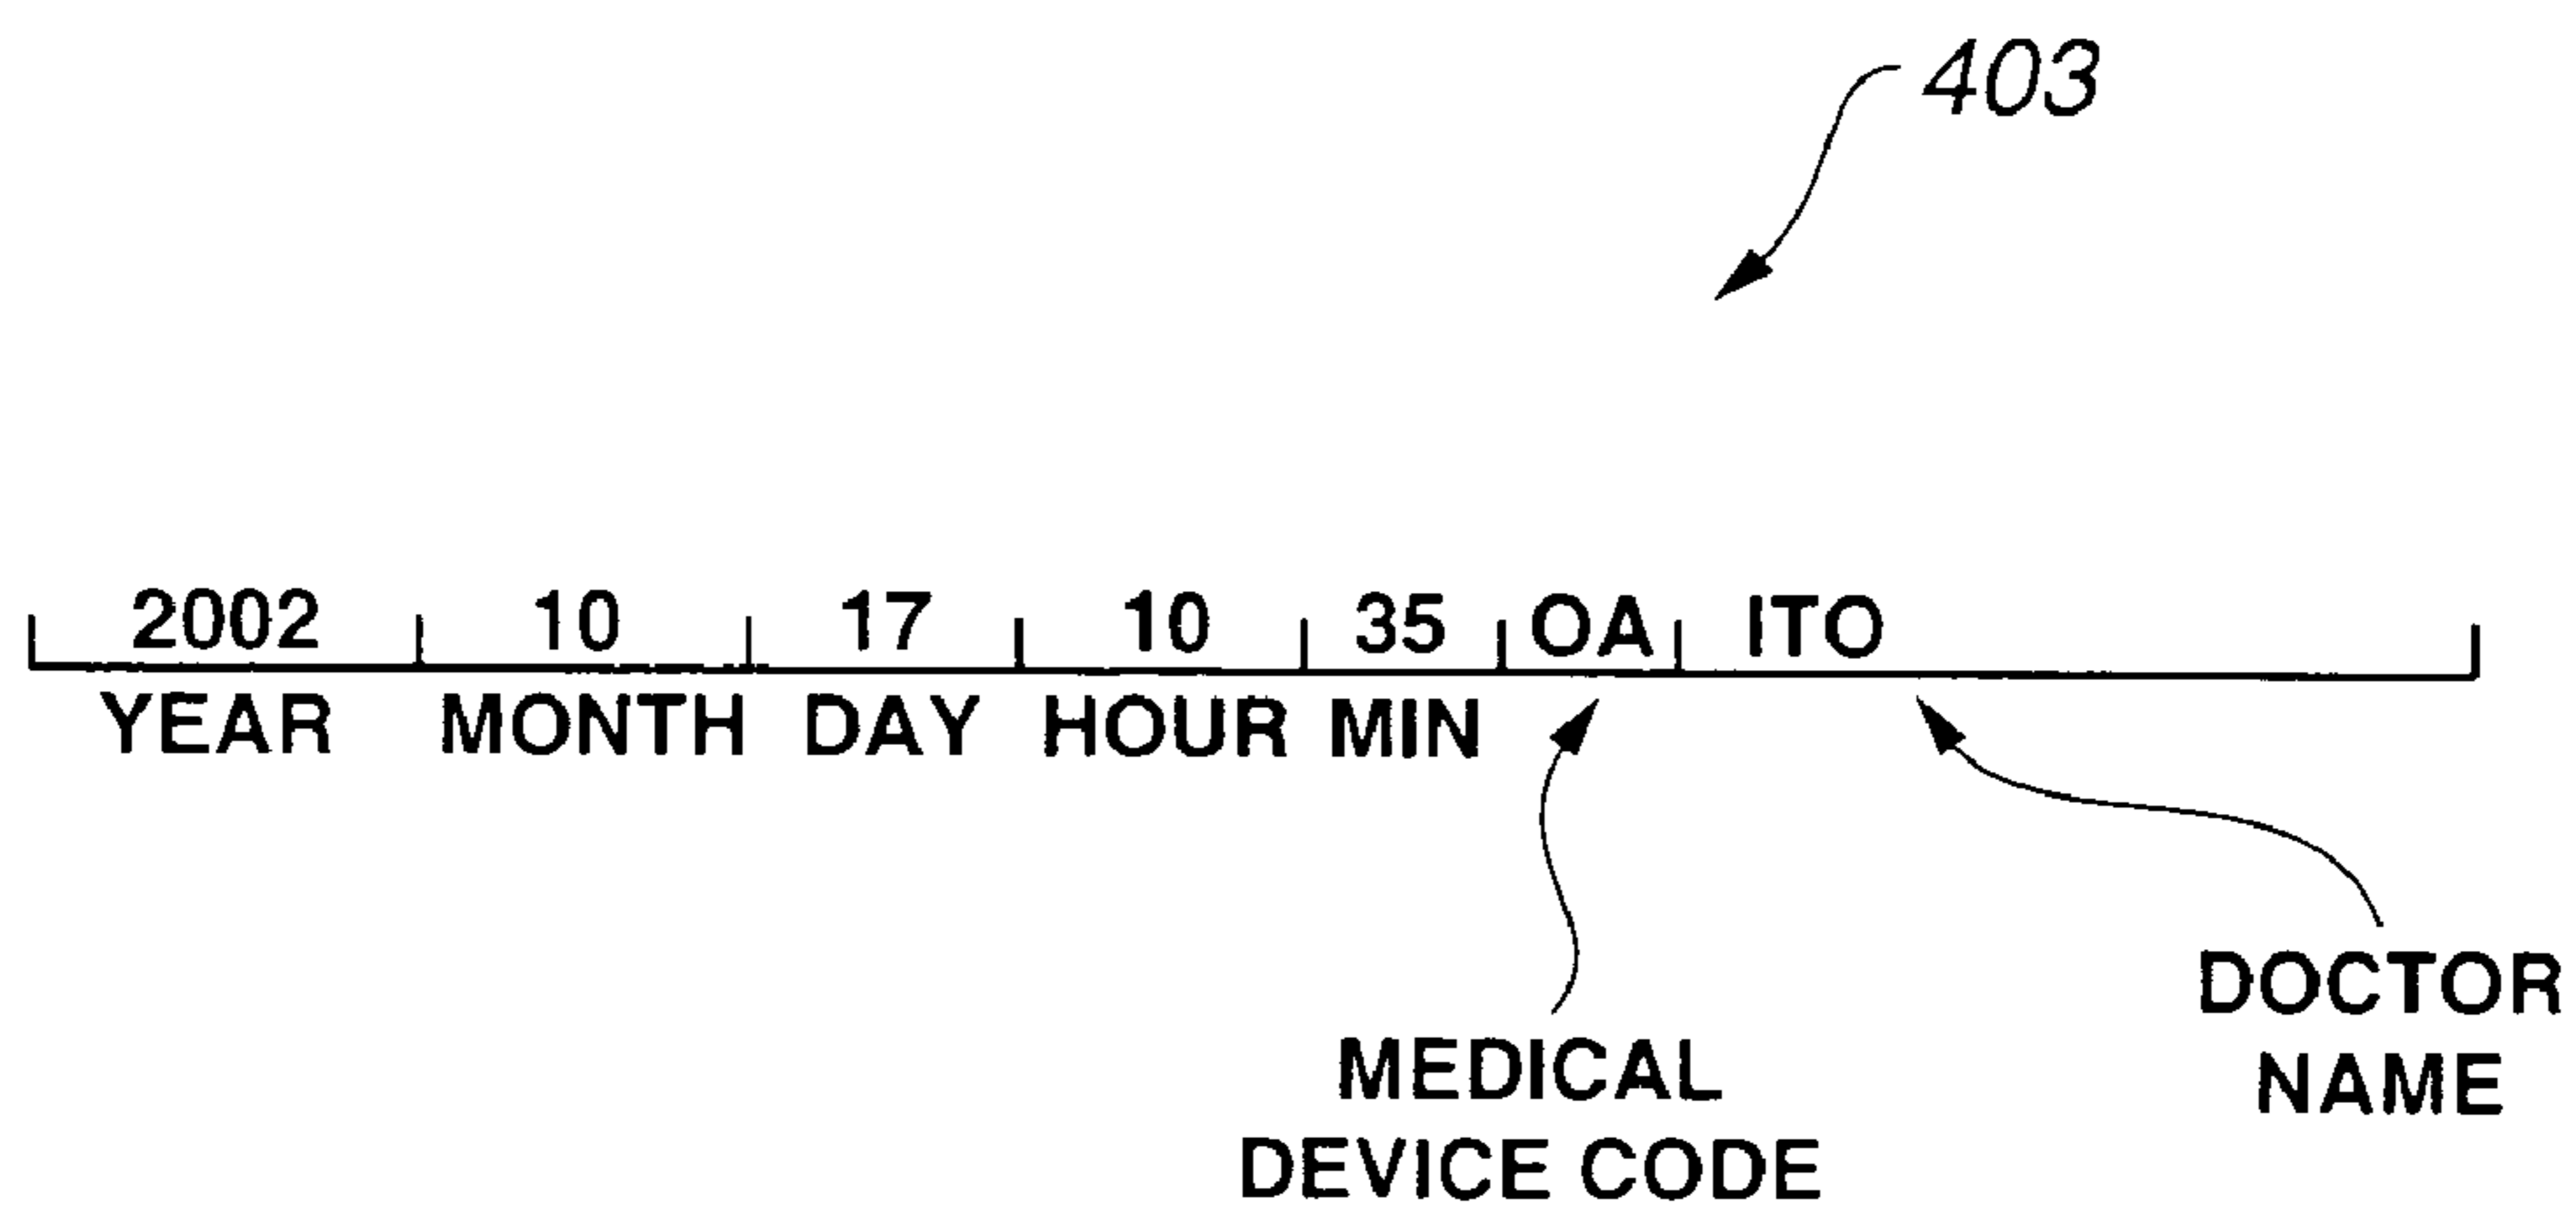 403
2002 10 17 10 35 OA ITO
YEAR MONTH DAY HOUR MIN
MEDICAL
DEVICE CODE
DOCTOR
NAME